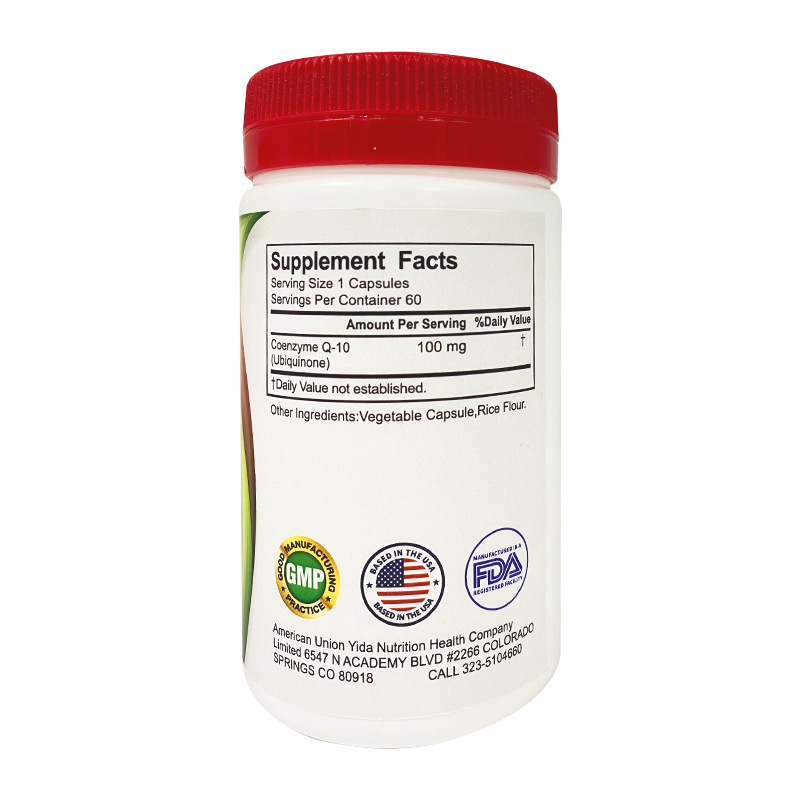 Supplement Facts
Serving Size 1 Capsules
Servings Per Container 60
Amount Per Serving %Daily Value
Coenzyme Q-10 100 mg †
(Ubiquinone)
†Daily Value not established.
Other Ingredients:Vegetable Capsule,Rice Flour.
GOOD MANUFACTURING
GMP
PRACTICE
BASED IN THE USA
BASED IN THE USA
MANUFACTURED IN A
FDA
REGISTERED FACILITY
American Union Yida Nutrition Health Company
Limited 6547 N ACADEMY BLVD #2266 COLORADO
SPRINGS CO 80918 CALL 323-5104660